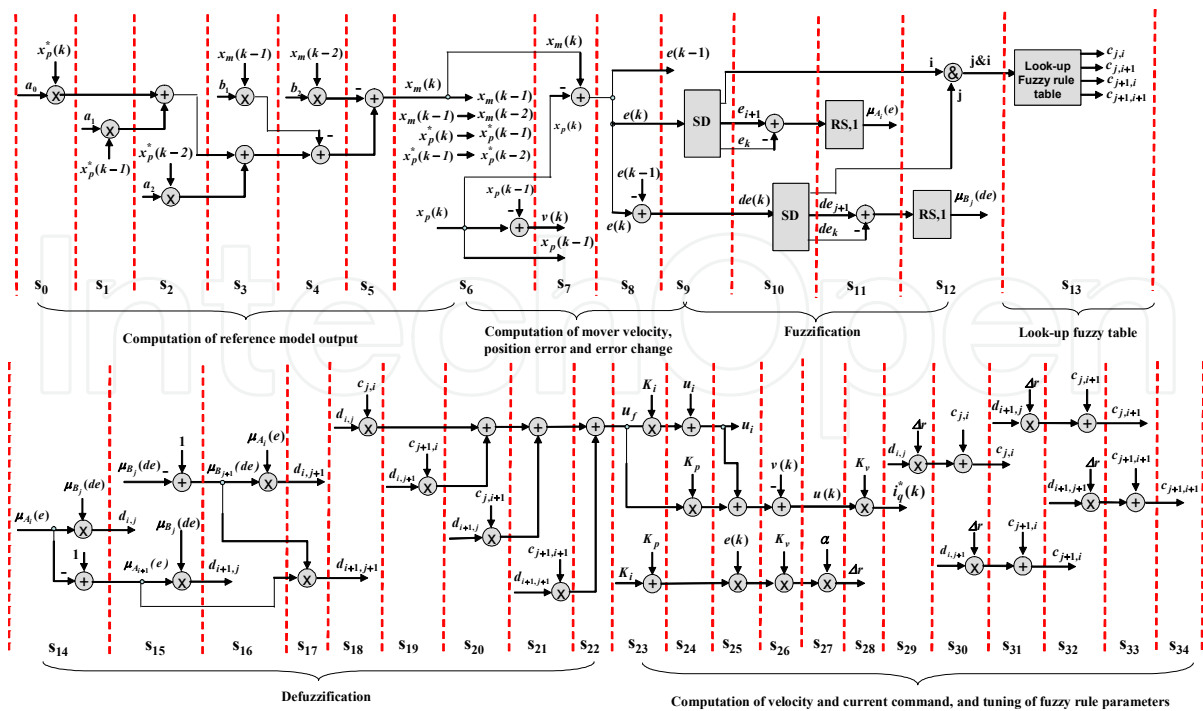 x*p(k)
xm(k-1)
xm(k-2)
xm(k)
e(k-1)
i
j&i
j
&
Look-up
Fuzzy rule
table
cj,i
cj,i+1
cj+1,i
cj+1,i+1
a0
b1
b2
xm(k)
xm(k-1)
xm(k-1) xm(k-2)
x*p(k) x*p(k-1)
x*p(k-1) x*p(k-2)
a1
x*p(k-1)
x*p(k-2)
a2
xp(k)
e(k)
SD
ei+1
ek
RS,1
μAi(e)
xp(k)
xp(k-1)
v(k)
xp(k-1)
e(k-1)
e(k)
de(k)
SD
dej+1
dek
RS,1
μBj(de)
s0 s1 s2 s3 s4 s5 s6 s7 s8 s9 s10 s11 s12 s13
Computation of reference model output
Computation of mover velocity,
position error and error change
Fuzzification
Look-up fuzzy table
IntechOpen
μAi(e)
μBj(de)
di,j
1
μBj(de)
1
μBj+1(de)
μAi(e)
di,j+1
μAi+1(e)
μBj(de)
di+1,j
di+1,j+1
di,j
cj,i
di,j+1
cj+1,i
di+1,j
cj,i+1
di+1,j+1
cj+1,i+1
uf
Ki
ui
ui
Kp
v(k)
u(k)
Kv
i*q(k)
Ki
Kp
e(k)
Kv
α
Δr
di,j
Δr
cj,i
cj,i
di,j+1
Δr
cj+1,i
cj+1,i
di+1,j
Δr
cj,i+1
cj,i+1
di+1,j+1
Δr
cj+1,i+1
cj+1,i+1
s14 s15 s16 s17 s18 s19 s20 s21 s22 s23 s24 s25 s26 s27 s28 s29 s30 s31 s32 s33 s34
Defuzzification
Computation of velocity and current command, and tuning of fuzzy rule parameters